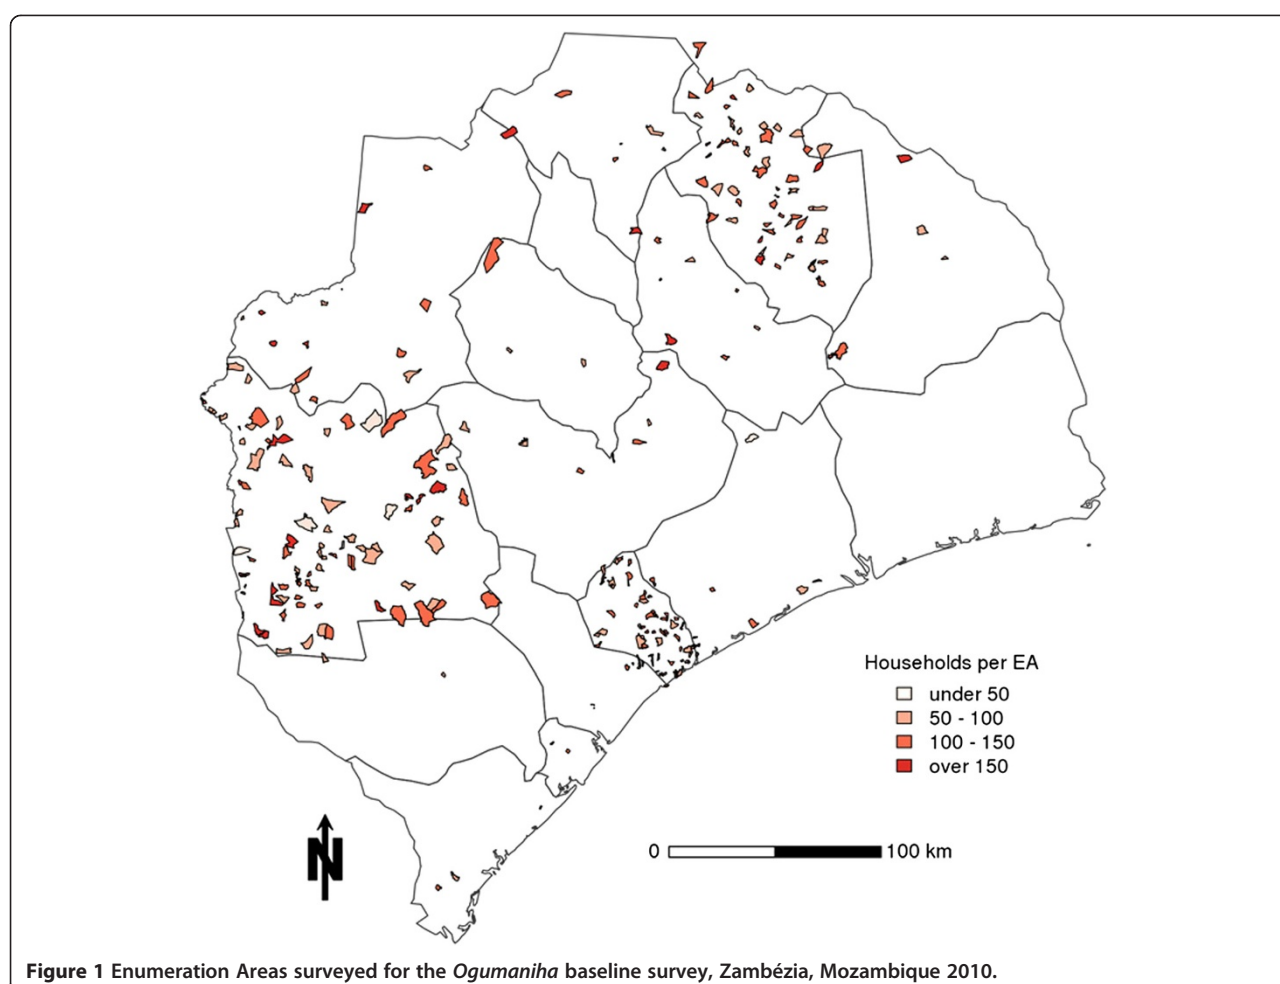 N
Households per EA
under 50
50 - 100
100 - 150
over 150
0 100 km
Figure 1 Enumeration Areas surveyed for the Ogumaniha baseline survey, Zambézia, Mozambique 2010.